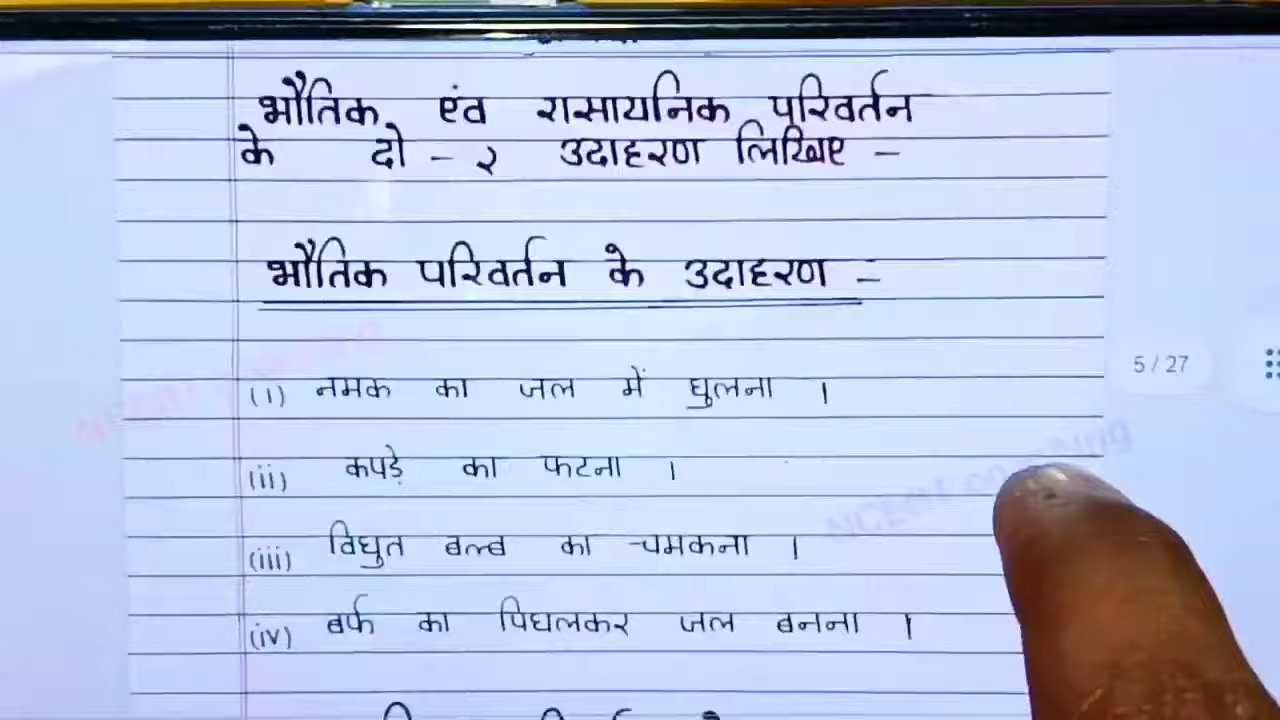 भौतिक एंव रासायनिक परिवर्तन
के दो - २ उदाहरण लिखिए -
भौतिक परिवर्तन के उदाहरण -
(i) नमक का जल में घुलना ।
(ii) कपड़े का फटना ।
5 / 27
(iii) विघुत बल्ब का चमकना ।
(iv) बर्फ का पिघलकर जल बनना ।